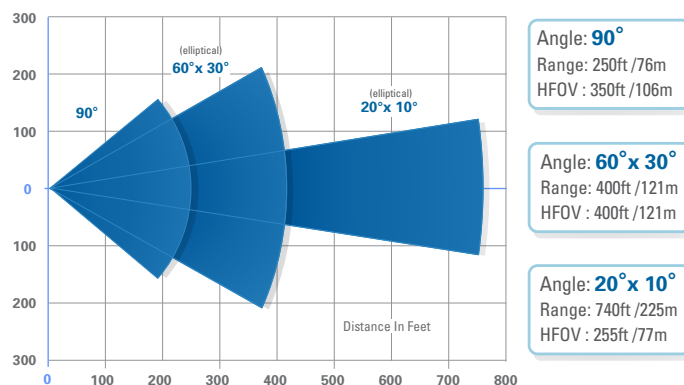 300
200
100
0
100
200
300
0
100
200
300
400
500
600
700
800
90°
(elliptical)
60°x 30°
(elliptical)
20°x 10°
Distance In Feet
Angle: 90°
Range: 250ft /76m
HFOV : 350ft /106m
Angle: 60°x 30°
Range: 400ft /121m
HFOV : 400ft /121m
Angle: 20°x 10°
Range: 740ft /225m
HFOV : 255ft /77m